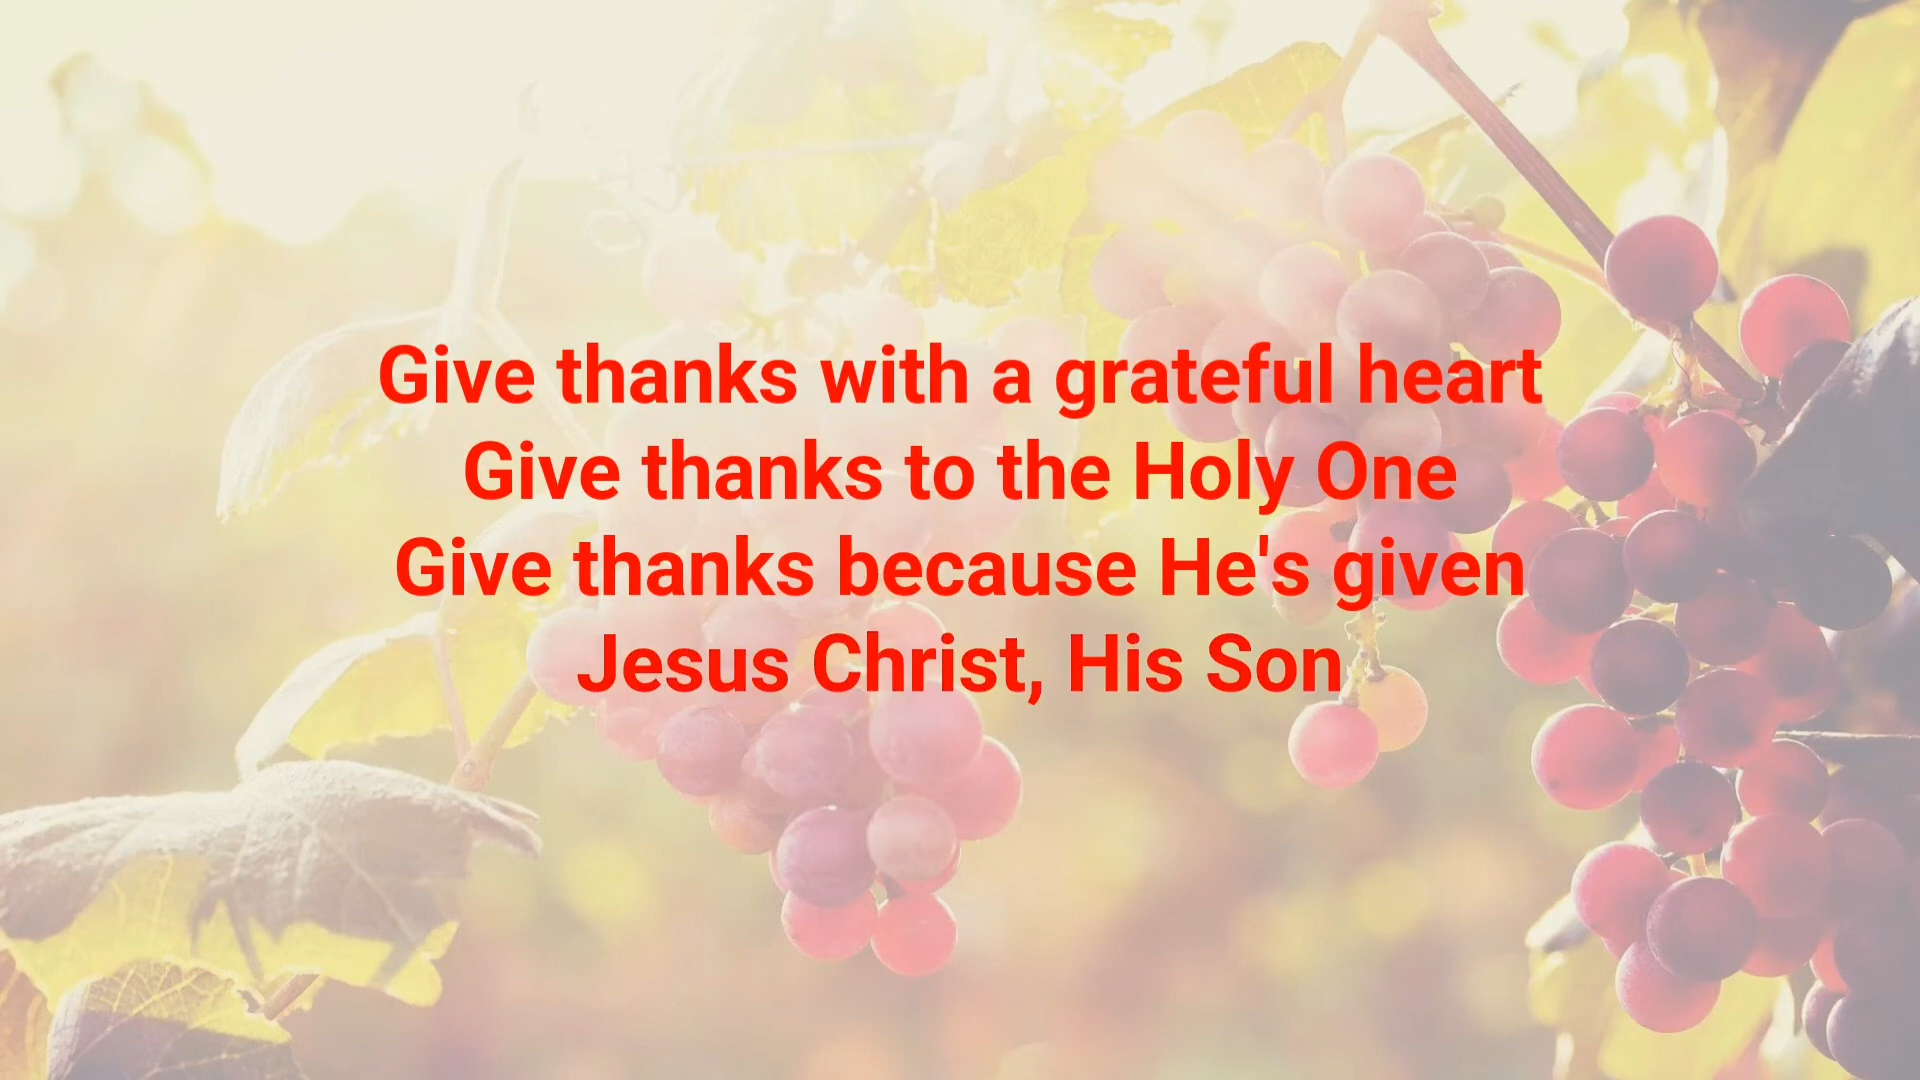 Give thanks with a grateful heart
Give thanks to the Holy One
Give thanks because He's given
Jesus Christ, His Son